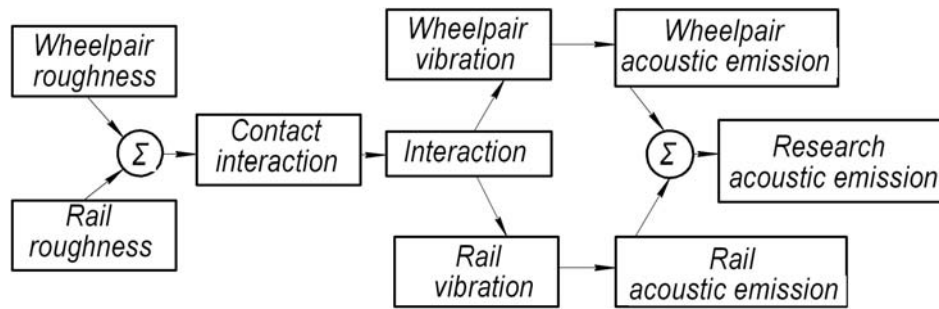 Wheelpair
roughness
Rail
roughness
Σ
Contact
interaction
Interaction
Wheelpair
vibration
Rail
vibration
Wheelpair
acoustic emission
Rail
acoustic emission
Σ
Research
acoustic emission